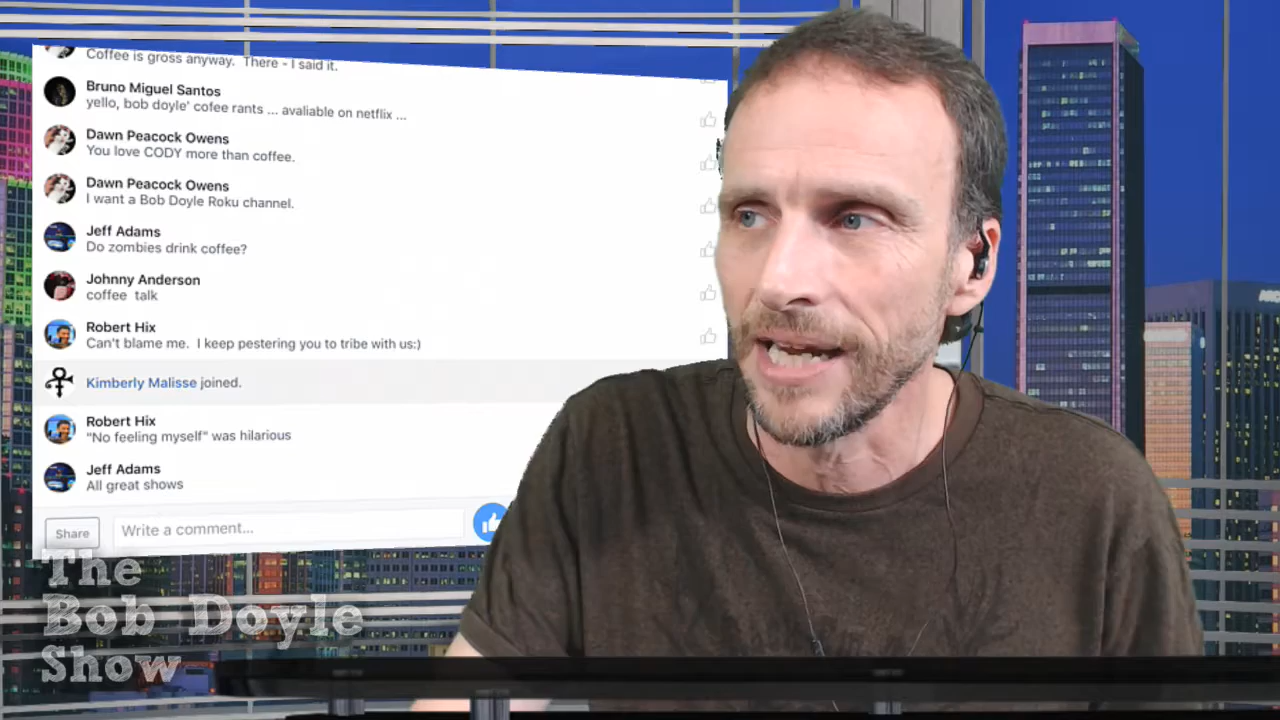 Coffee is gross anyway.  There - I said it.
Bruno Miguel Santos
yello, bob doyle' cofee rants ... avaliable on netflix ...
Dawn Peacock Owens
You love CODY more than coffee.
Dawn Peacock Owens
I want a Bob Doyle Roku channel.
Jeff Adams
Do zombies drink coffee?
Johnny Anderson
coffee  talk
Robert Hix
Can't blame me.  I keep pestering you to tribe with us:)
Kimberly Malisse joined.
Robert Hix
"No feeling myself" was hilarious
Jeff Adams
All great shows
Share
Write a comment...
The
Bob Doyle
Show